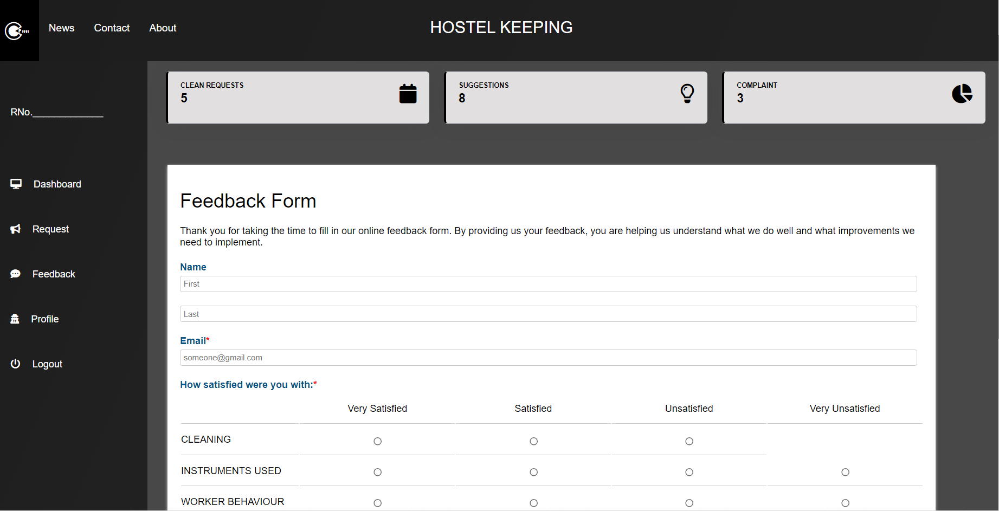 News Contact About
HOSTEL KEEPING
RNo._____________
Dashboard
Request
Feedback
Profile
Logout
CLEAN REQUESTS
5
SUGGESTIONS
8
COMPLAINT
3
Feedback Form
Thank you for taking the time to fill in our online feedback form. By providing us your feedback, you are helping us understand what we do well and what improvements we
need to implement.
Name
First
Last
Email*
someone@gmail.com
How satisfied were you with:*
Very Satisfied Satisfied Unsatisfied Very Unsatisfied
CLEANING
INSTRUMENTS USED
WORKER BEHAVIOUR